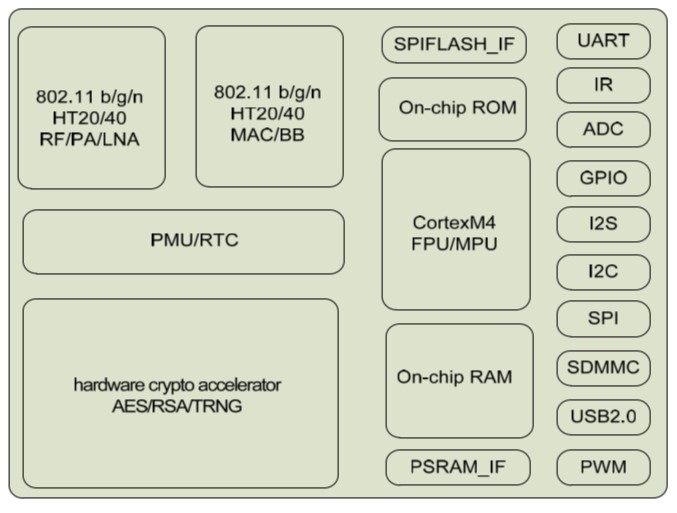 802.11 b/g/n
HT20/40
RF/PA/LNA
802.11 b/g/n
HT20/40
MAC/BB
PMU/RTC
hardware crypto accelerator
AES/RSA/TRNG
SPIFLASH_IF
On-chip ROM
CortexM4
FPU/MPU
On-chip RAM
PSRAM_IF
UART
IR
ADC
GPIO
I2S
I2C
SPI
SDMMC
USB2.0
PWM